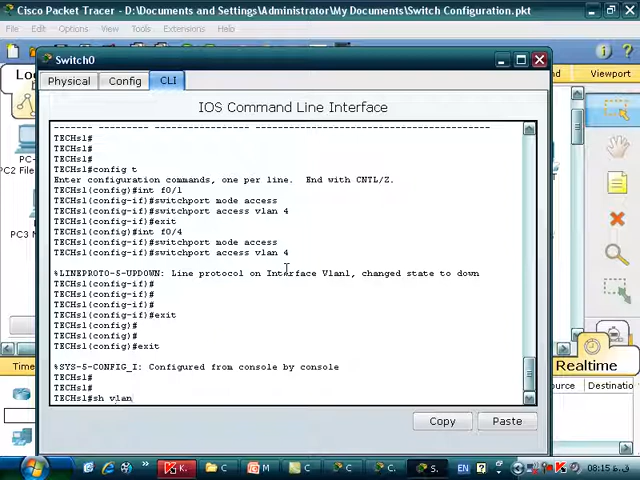 Cisco Packet Tracer - D:\Documents and Settings\Administrator\My Documents\Switch Configuration.pkt
File Edit Options View Tools Extensions Help
Switch0
Physical Config CLI
Viewport
IOS Command Line Interface
TECHs1#
TECHs1#
TECHs1#
TECHs1#config t
Enter configuration commands, one per line. End with CNTL/Z.
TECHs1(config)#int f0/1
TECHs1(config-if)#switchport mode access
TECHs1(config-if)#switchport access vlan 4
TECHs1(config-if)#exit
TECHs1(config)#int f0/4
TECHs1(config-if)#switchport mode access
TECHs1(config-if)#switchport access vlan 4
%LINEPROTO-5-UPDOWN: Line protocol on Interface Vlan1, changed state to down
TECHs1(config-if)#
TECHs1(config-if)#
TECHs1(config-if)#
TECHs1(config-if)#exit
TECHs1(config)#
TECHs1(config)#
TECHs1(config)#exit
%SYS-5-CONFIG_I: Configured from console by console
TECHs1#
TECHs1#
TECHs1#sh vlan
PC-
PC2 File
PC3 M
Copy Paste
Time
Realtime
Source Destinatio
EN
08:15